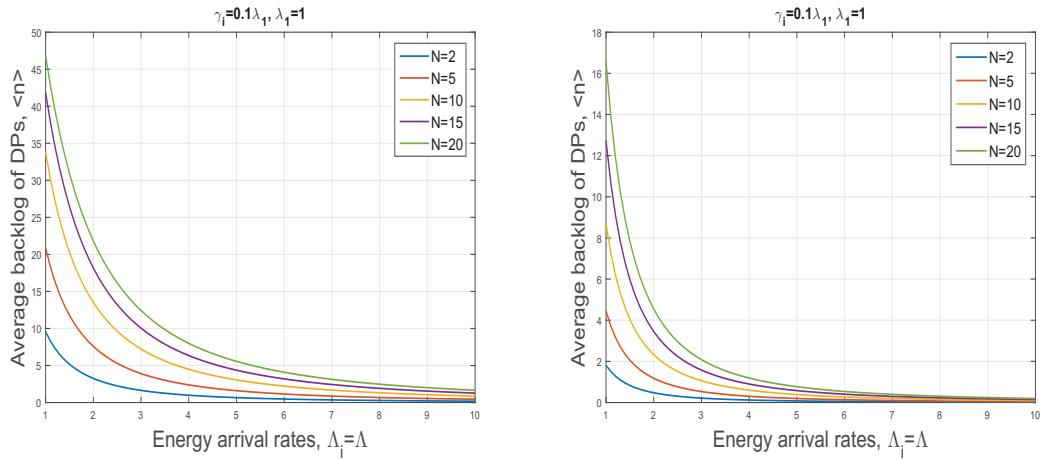 γi=0.1λ1, λ1=1
Average backlog of DPs, <n>
50
45
40
35
30
25
20
15
10
5
0
1 2 3 4 5 6 7 8 9 10
Energy arrival rates, Λi=Λ
N=2
N=5
N=10
N=15
N=20
γi=0.1λ1, λ1=1
Average backlog of DPs, <n>
18
16
14
12
10
8
6
4
2
0
1 2 3 4 5 6 7 8 9 10
Energy arrival rates, Λi=Λ
N=2
N=5
N=10
N=15
N=20